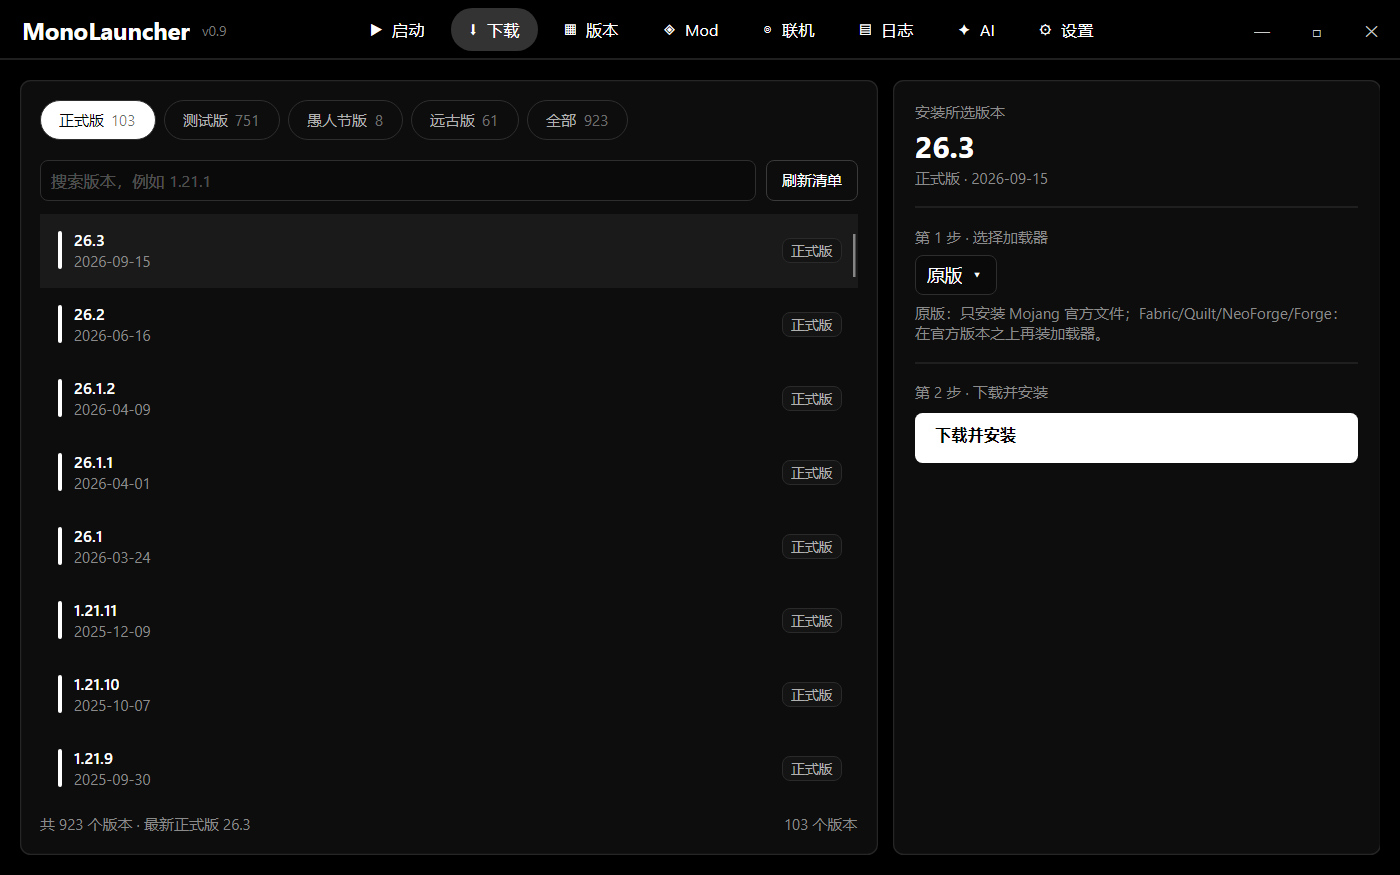 MonoLauncher v0.9
启动
下载
版本
Mod
联机
日志
AI
设置
正式版 103
测试版 751
愚人节版 8
远古版 61
全部 923
搜索版本，例如 1.21.1
刷新清单
26.3
2026-09-15
正式版
26.2
2026-06-16
正式版
26.1.2
2026-04-09
正式版
26.1.1
2026-04-01
正式版
26.1
2026-03-24
正式版
1.21.11
2025-12-09
正式版
1.21.10
2025-10-07
正式版
1.21.9
2025-09-30
正式版
共 923 个版本 · 最新正式版 26.3
103 个版本
安装所选版本
26.3
正式版 · 2026-09-15
第 1 步 · 选择加载器
原版
原版：只安装 Mojang 官方文件；Fabric/Quilt/NeoForge/Forge：
在官方版本之上再装加载器。
第 2 步 · 下载并安装
下载并安装